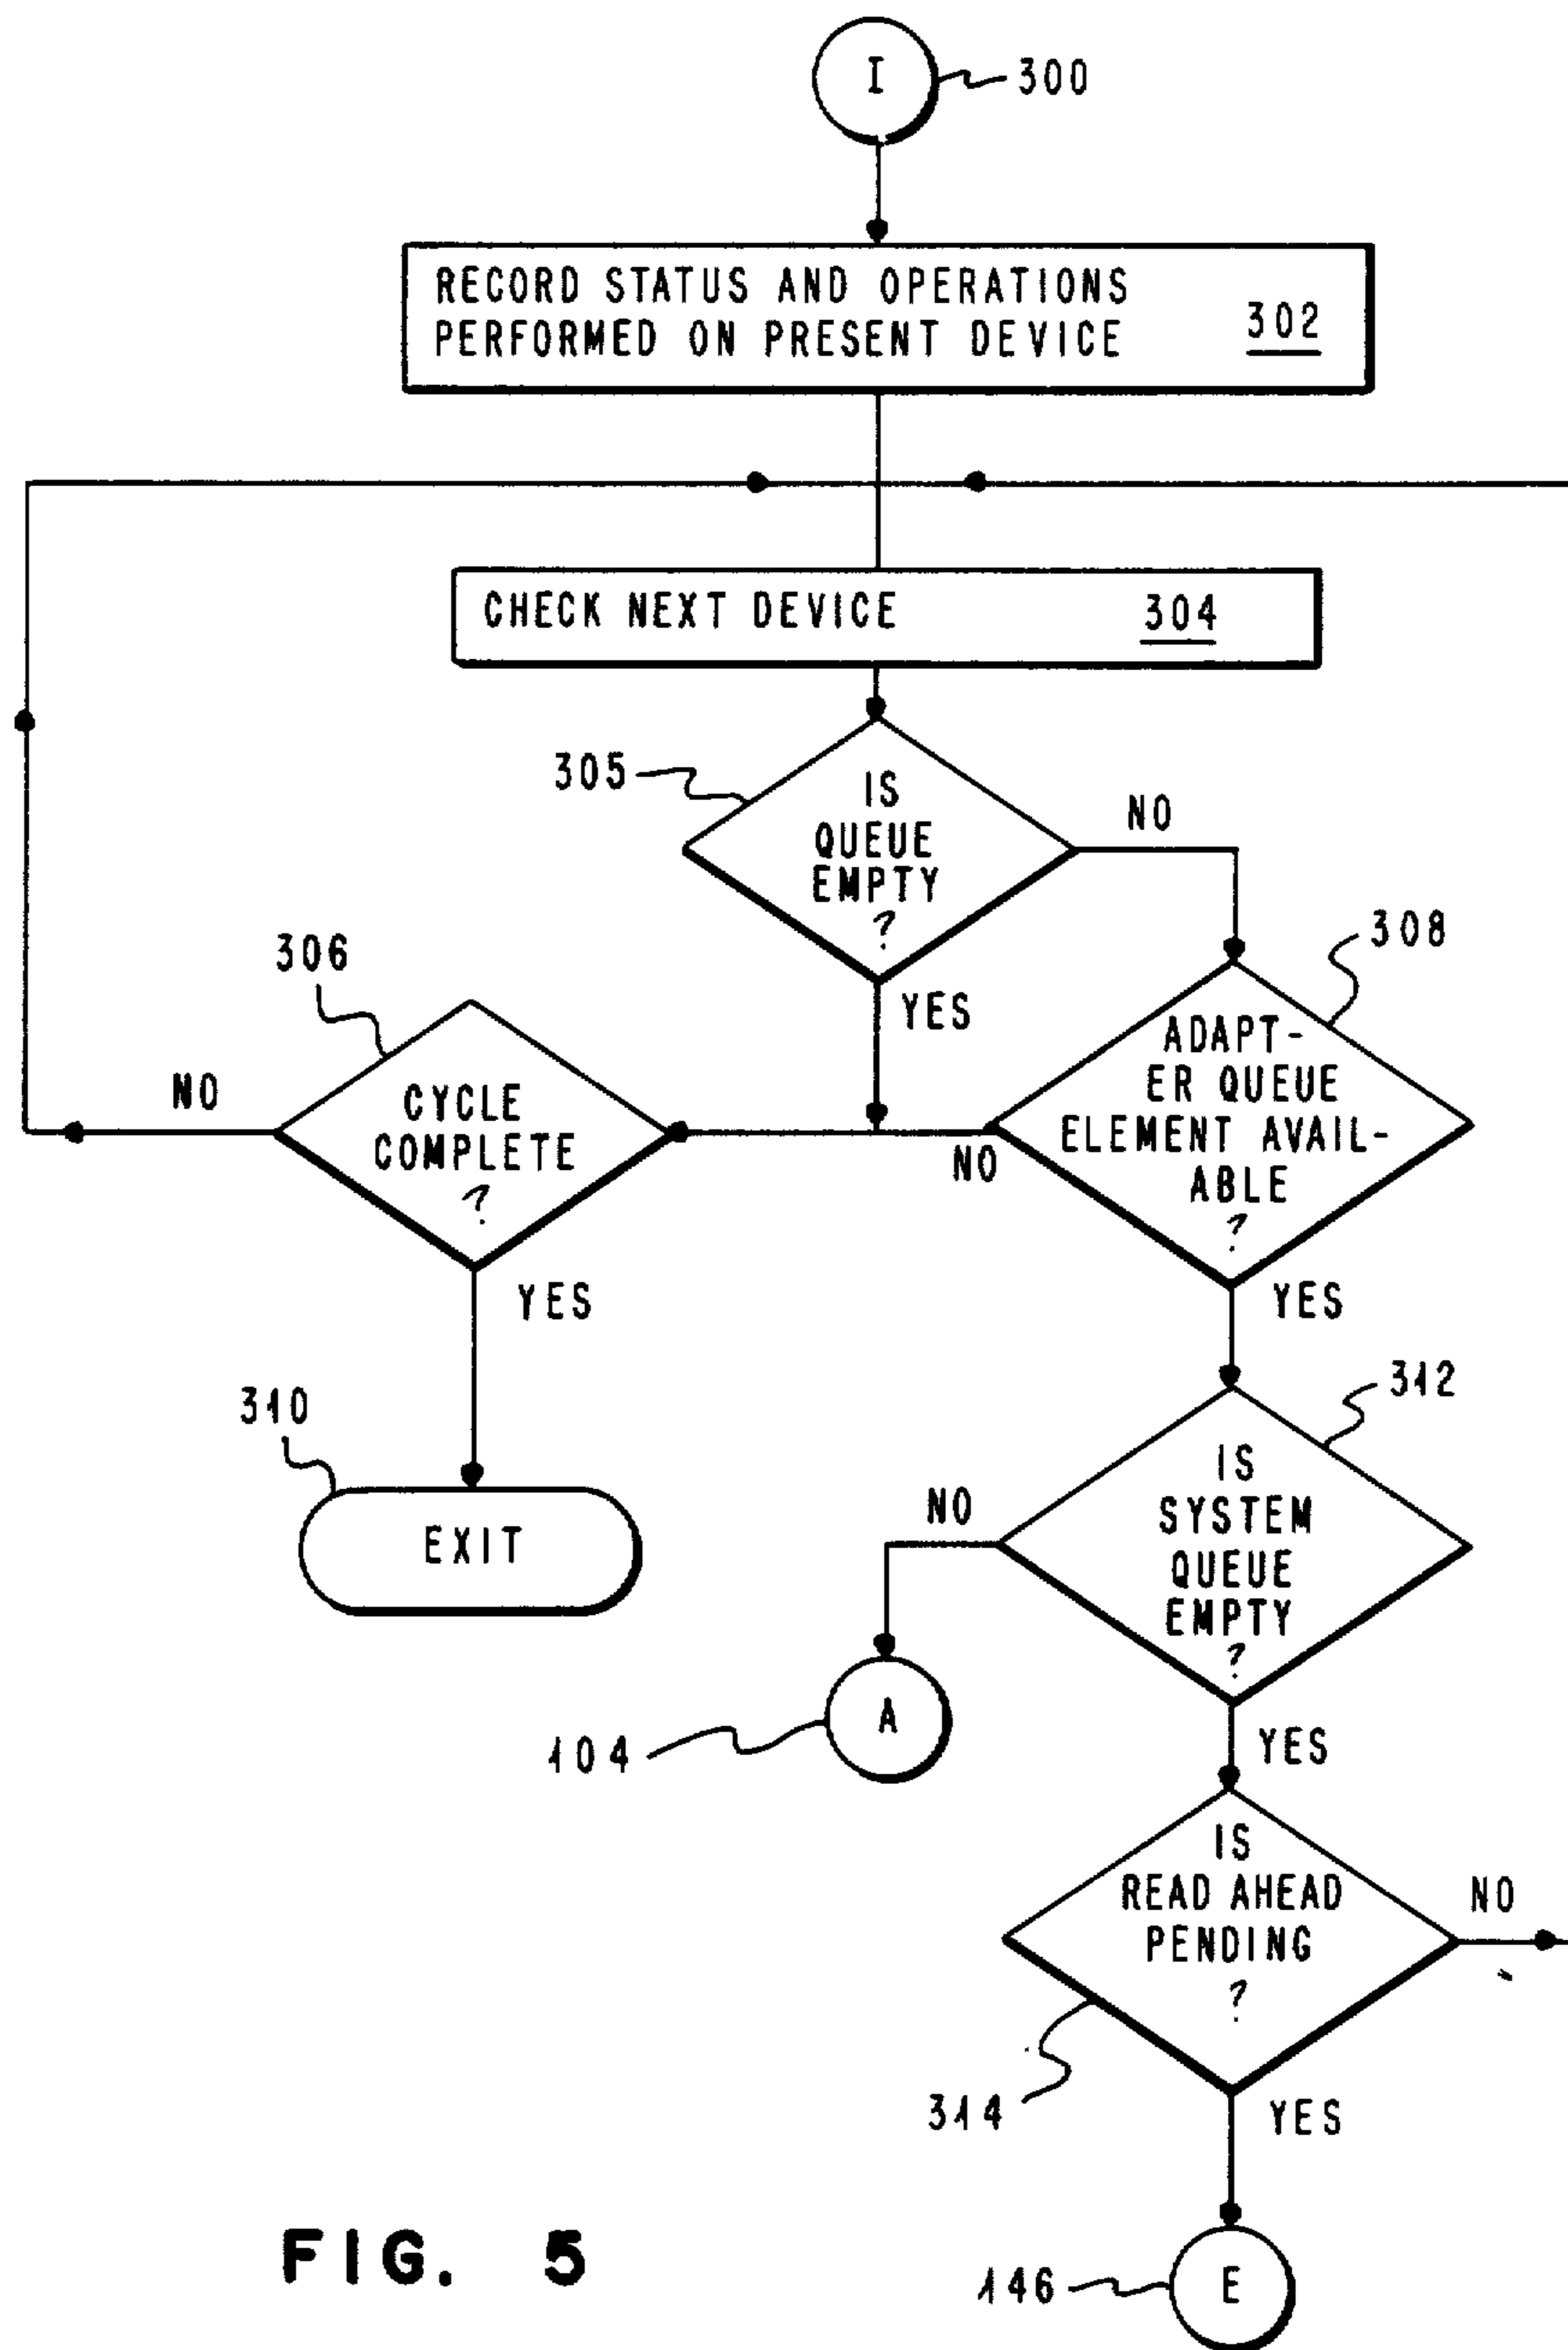 I
300
RECORD STATUS AND OPERATIONS
PERFORMED ON PRESENT DEVICE
302
CHECK NEXT DEVICE
304
305
IS
QUEUE
EMPTY
?
NO
YES
308
ADAPT-
ER QUEUE
ELEMENT AVAIL-
ABLE
?
NO
YES
306
CYCLE
COMPLETE
?
NO
YES
310
EXIT
312
IS
SYSTEM
QUEUE
EMPTY
?
NO
YES
A
104
IS
READ AHEAD
PENDING
?
NO
314
YES
146
E
FIG. 5